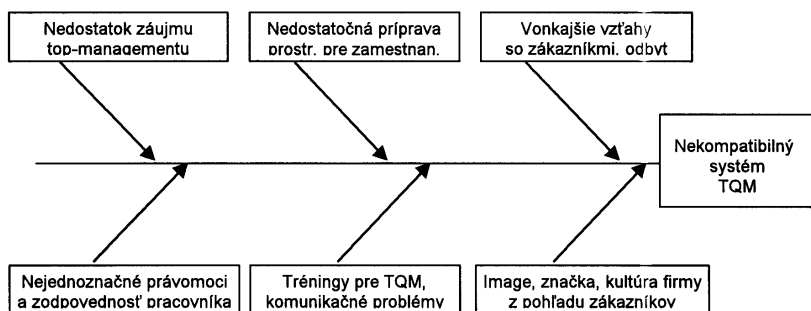 Nedostatok záujmu
top-managementu
Nedostatočná príprava
prostr. pre zamestnan.
Vonkajšie vzťahy
so zákazníkmi, odbyt
Nekompatibilný
systém
TQM
Nejednoznačné právomoci
a zodpovednosť pracovníka
Tréningy pre TQM,
komunikačné problémy
Image, značka, kultúra firmy
z pohľadu zákazníkov